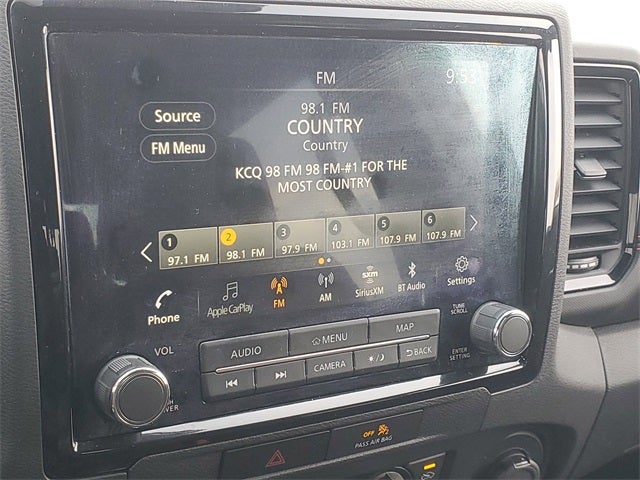 FM
9:53
98.1 FM
COUNTRY
Country
KCQ 98 FM 98 FM-#1 FOR THE
MOST COUNTRY
Source
FM Menu
1 2 3 4 5 6
97.1 FM 98.1 FM 97.9 FM 103.1 FM 107.9 FM 107.9 FM
Phone
Apple CarPlay
FM
AM
sxm
SiriusXM
BT Audio
Settings
VOL
TUNE
SCROLL
AUDIO
MENU
MAP
CAMERA
BACK
ENTER
SETTING
OFF
PASS AIR BAG